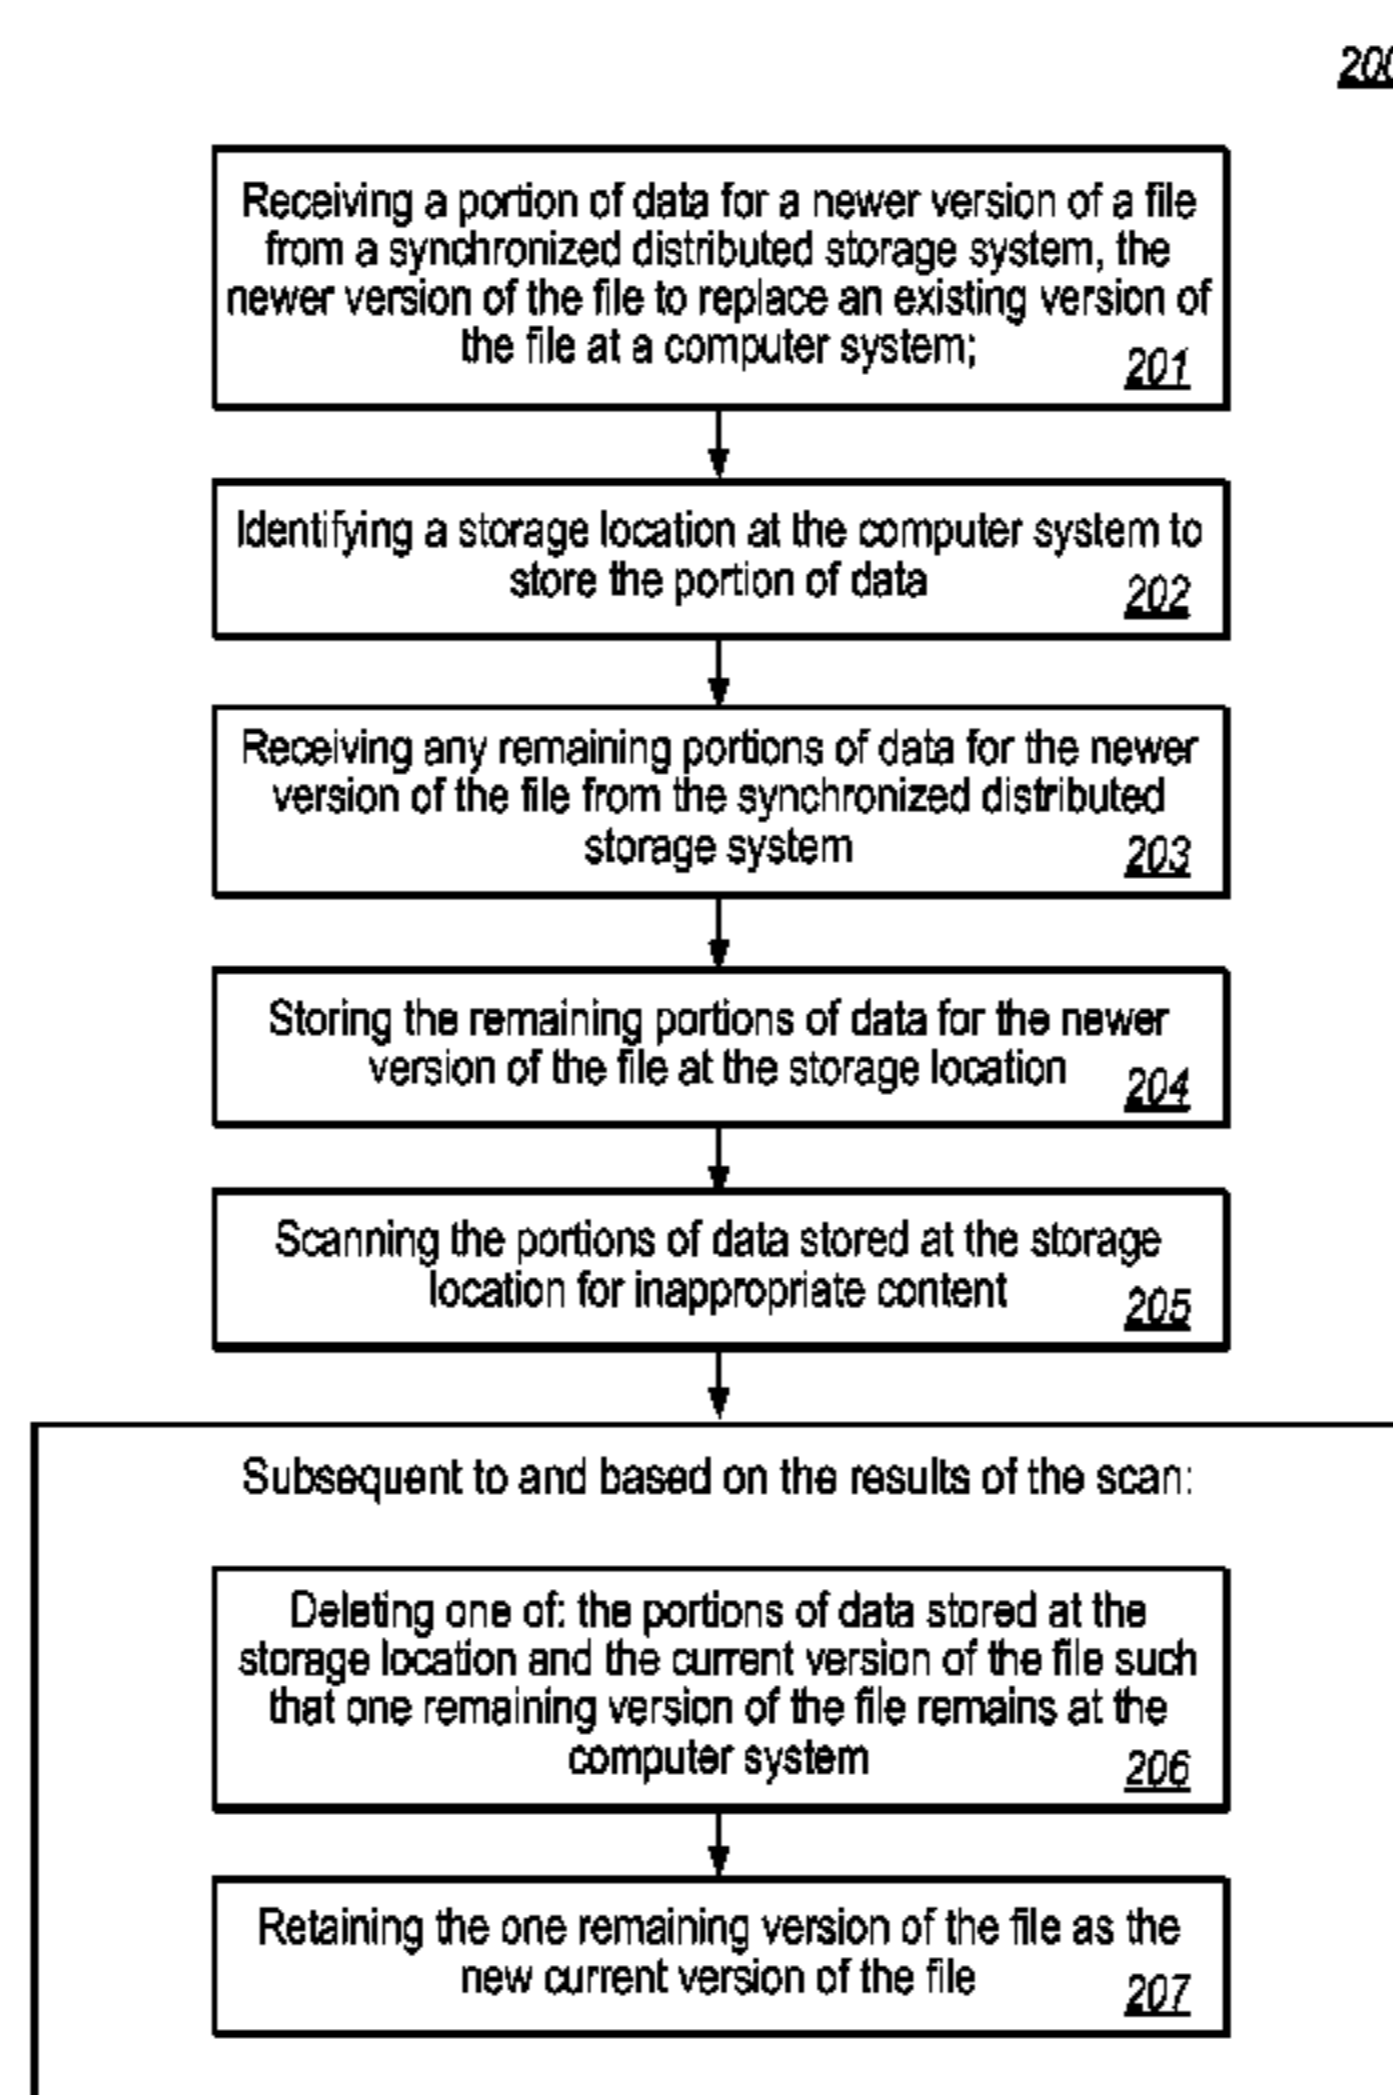 200
Receiving a portion of data for a newer version of a file
from a synchronized distributed storage system, the
newer version of the file to replace an existing version of
the file at a computer system;
201
Identifying a storage location at the computer system to
store the portion of data
202
Receiving any remaining portions of data for the newer
version of the file from the synchronized distributed
storage system
203
Storing the remaining portions of data for the newer
version of the file at the storage location
204
Scanning the portions of data stored at the storage
location for inappropriate content
205
Subsequent to and based on the results of the scan:
Deleting one of: the portions of data stored at the
storage location and the current version of the file such
that one remaining version of the file remains at the
computer system
206
Retaining the one remaining version of the file as the
new current version of the file
207